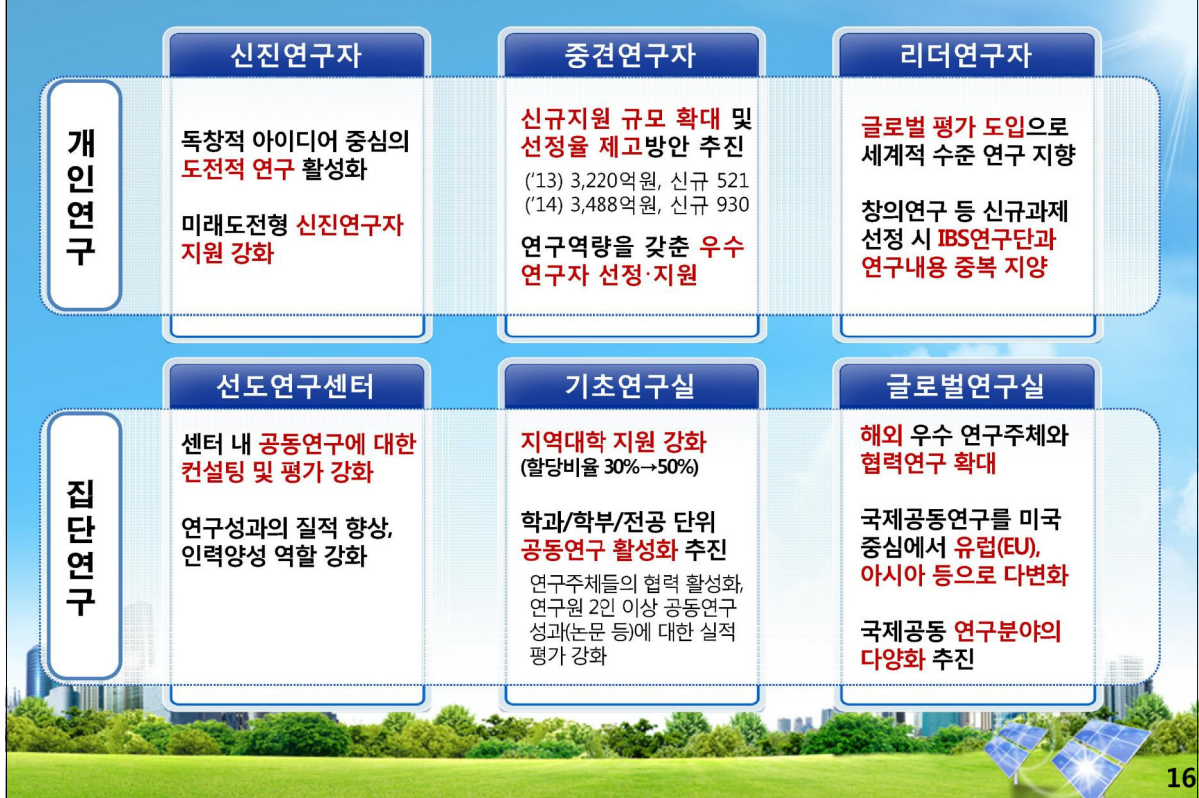 신진연구자
중견연구자
리더연구자
개
인
연
구
독창적 아이디어 중심의
도전적 연구 활성화
미래도전형 신진연구자
지원 강화
신규지원 규모 확대 및
선정율 제고방안 추진
('13) 3,220억원, 신규 521
('14) 3,488억원, 신규 930
연구역량을 갖춘 우수
연구자 선정·지원
글로벌 평가 도입으로
세계적 수준 연구 지향
창의연구 등 신규과제
선정 시 IBS연구단과
연구내용 중복 지양
선도연구센터
기초연구실
글로벌연구실
집
단
연
구
센터 내 공동연구에 대한
컨설팅 및 평가 강화
연구성과의 질적 향상,
인력양성 역할 강화
지역대학 지원 강화
(할당비율 30%→50%)
학과/학부/전공 단위
공동연구 활성화 추진
연구주체들의 협력 활성화,
연구원 2인 이상 공동연구
성과(논문 등)에 대한 실적
평가 강화
해외 우수 연구주체와
협력연구 확대
국제공동연구를 미국
중심에서 유럽(EU),
아시아 등으로 다변화
국제공동 연구분야의
다양화 추진
16